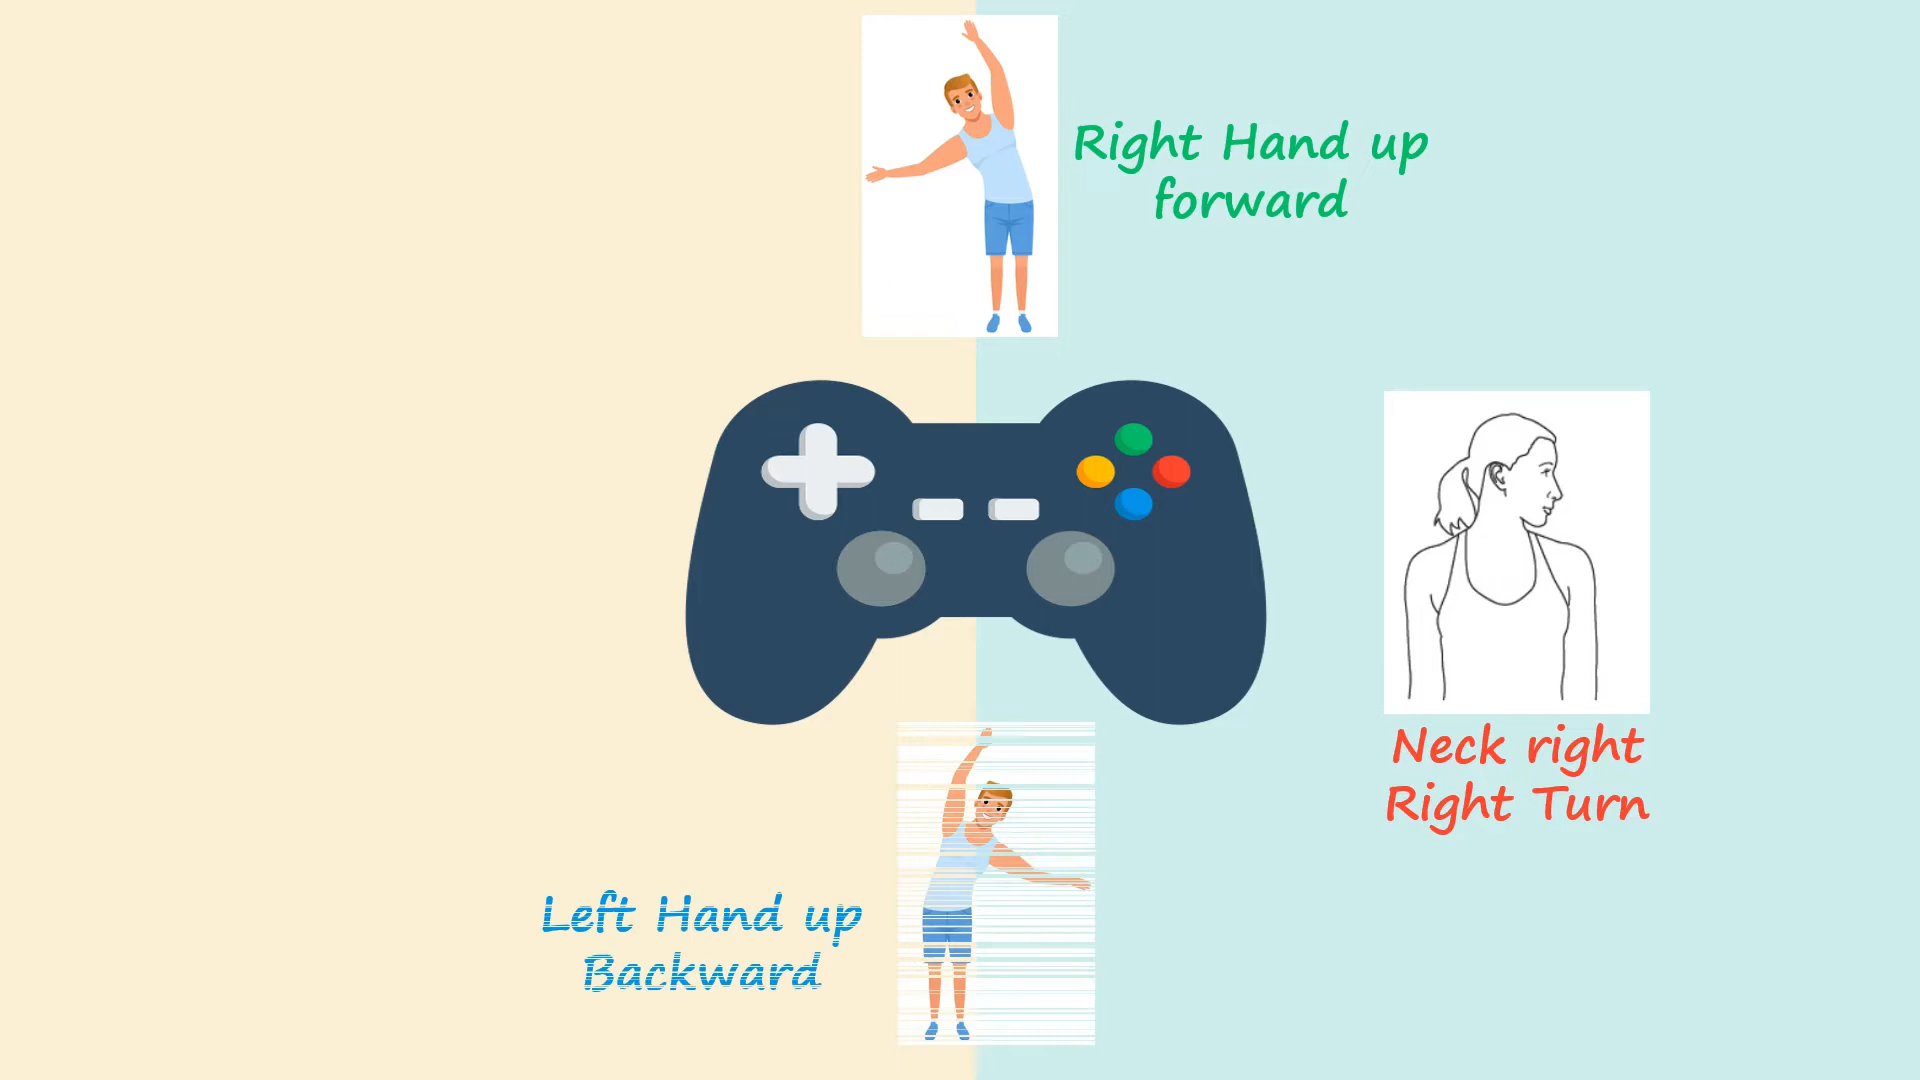 Right Hand up
forward
Neck right
Right Turn
Left Hand up
Backward